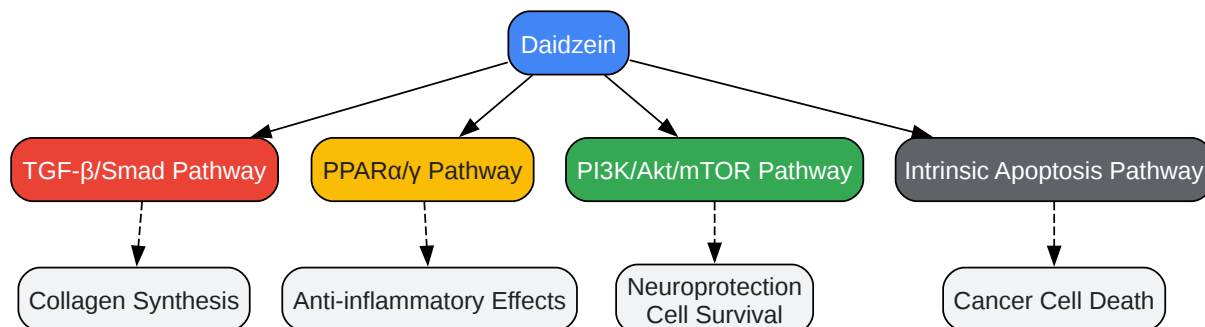 Daidzein
TGF-β/Smad Pathway
PPARα/γ Pathway
PI3K/Akt/mTOR Pathway
Intrinsic Apoptosis Pathway
Collagen Synthesis
Anti-inflammatory Effects
Neuroprotection
Cell Survival
Cancer Cell Death